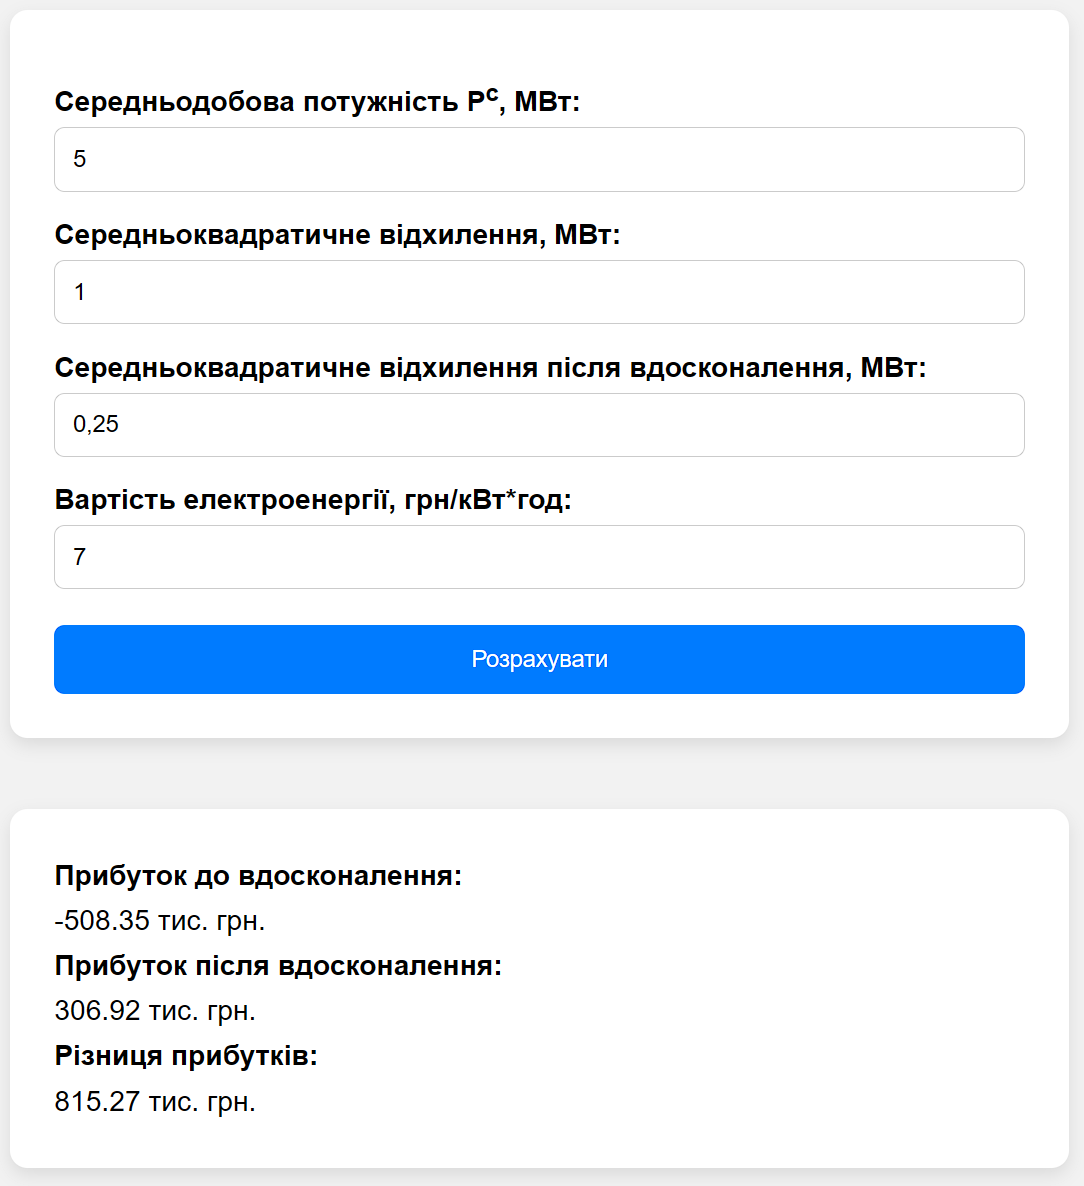 Середньодобова потужність Pᶜ, МВт:
5
Середньоквадратичне відхилення, МВт:
1
Середньоквадратичне відхилення після вдосконалення, МВт:
0,25
Вартість електроенергії, грн/кВт*год:
7
Розрахувати
Прибуток до вдосконалення:
-508.35 тис. грн.
Прибуток після вдосконалення:
306.92 тис. грн.
Різниця прибутків:
815.27 тис. грн.